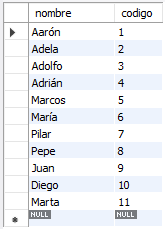 nombre codigo
Aarón 1
Adela 2
Adolfo 3
Adrián 4
Marcos 5
María 6
Pilar 7
Pepe 8
Juan 9
Diego 10
Marta 11
NULL NULL